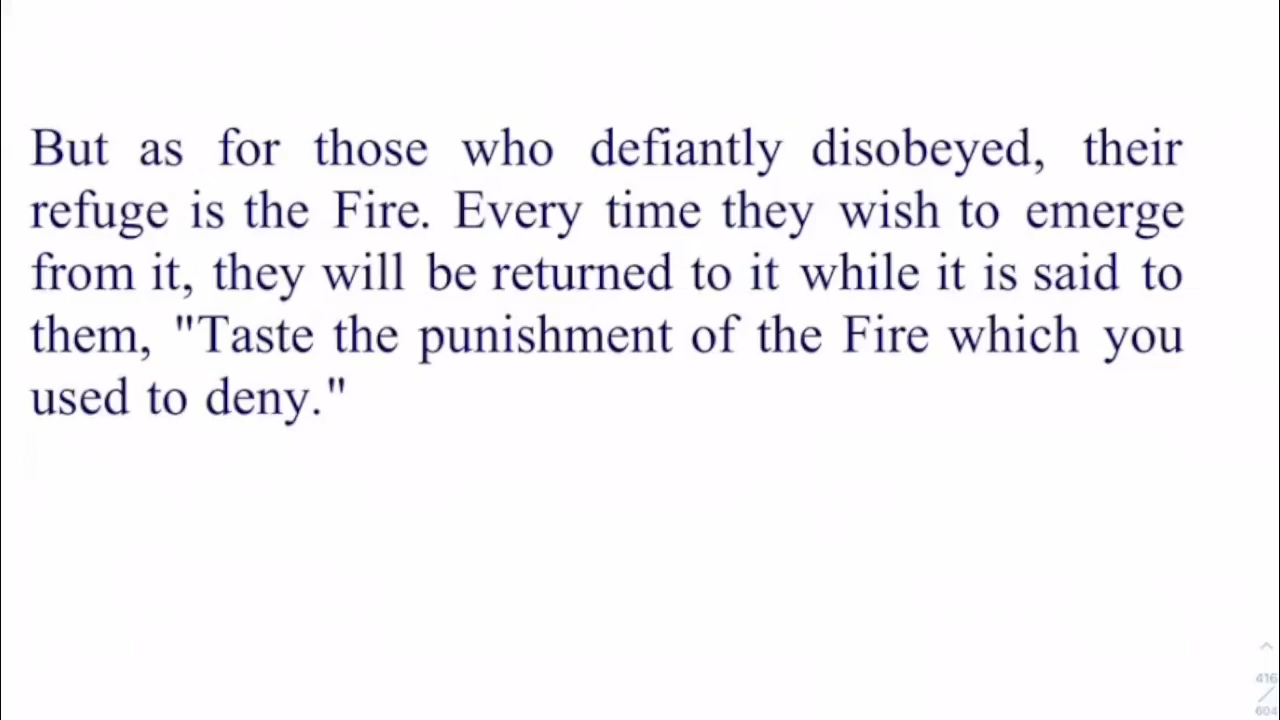 But as for those who defiantly disobeyed, their
refuge is the Fire. Every time they wish to emerge
from it, they will be returned to it while it is said to
them, "Taste the punishment of the Fire which you
used to deny."
416
/
604